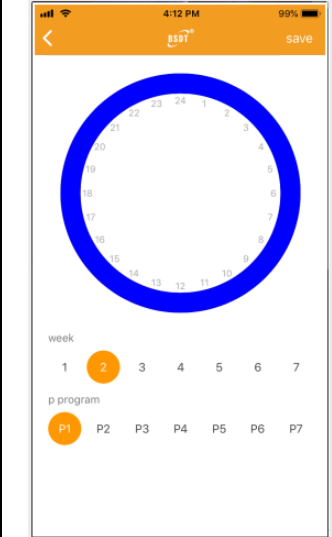 4:12 PM 99%
BSDT®
save
24
23 1
22 2
21 3
20 4
19 5
18 6
17 7
16 8
15 9
14 10
13 12 11
week
1 2 3 4 5 6 7
p program
P1 P2 P3 P4 P5 P6 P7